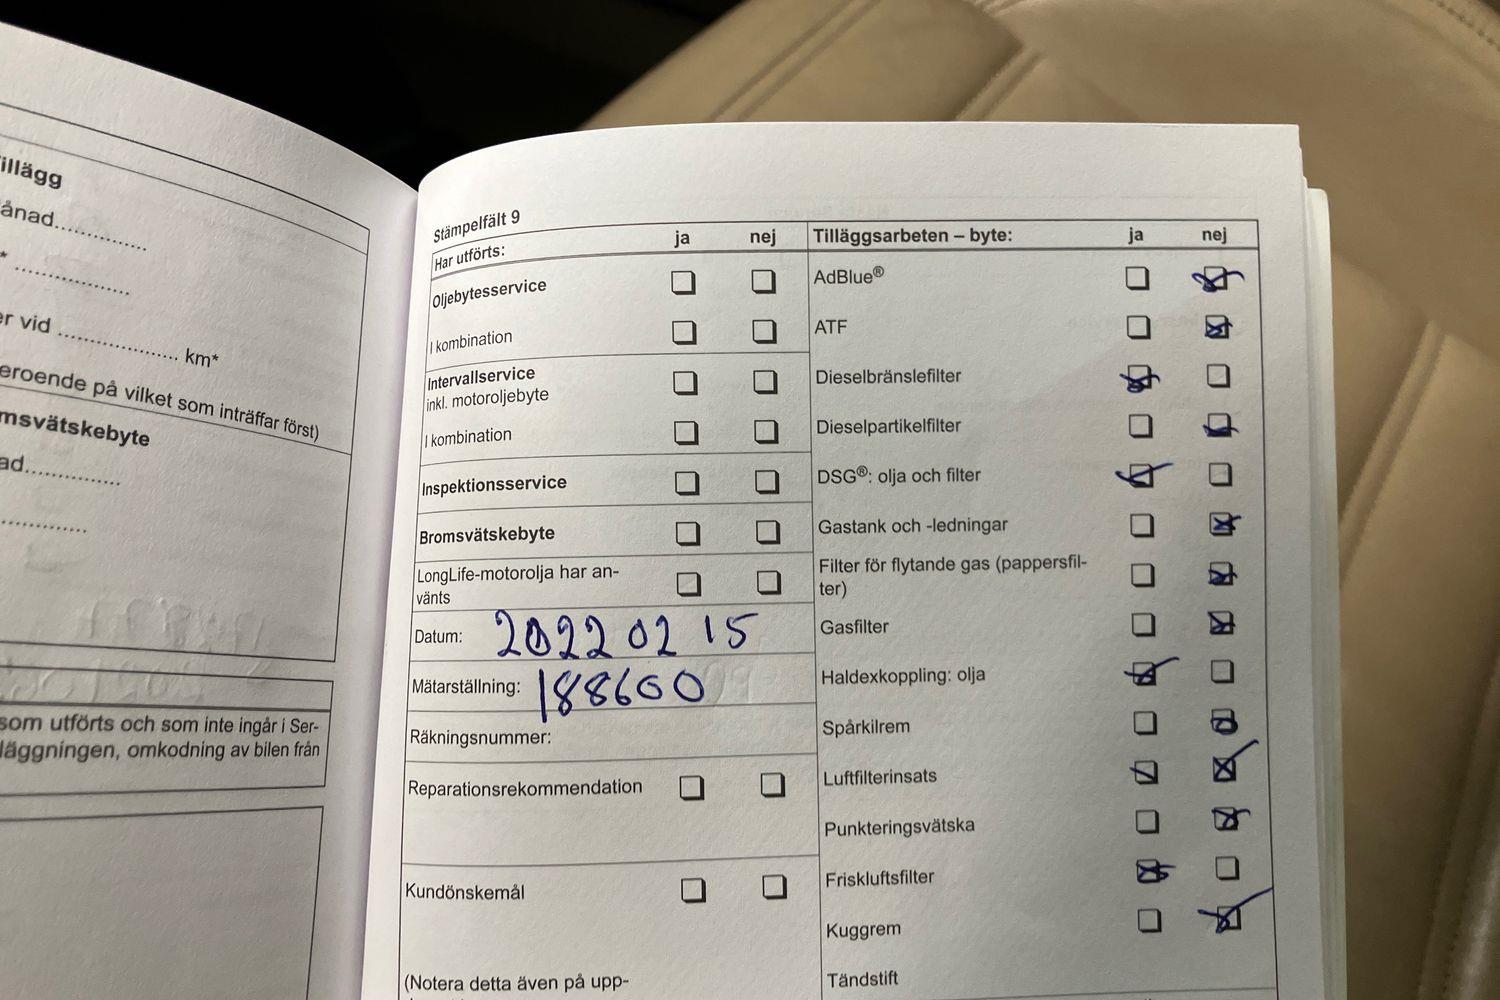 illägg
ånad...............
* ...................
er vid .................... km*
eroende på vilket som inträffar först)
msvätskebyte
ad................
som utförts och som inte ingår i Ser-
läggningen, omkodning av bilen från
Stämpelfält 9
Har utförts: ja nej
Oljebytesservice
I kombination
Intervallservice
inkl. motoroljebyte
I kombination
Inspektionsservice
Bromsvätskebyte
LongLife-motorolja har an-
vänts
Datum: 2022 02 15
Mätarställning: 188600
Räkningsnummer:
Reparationsrekommendation
Kundönskemål
(Notera detta även på upp-
Tilläggsarbeten – byte: ja nej
AdBlue®
ATF
Dieselbränslefilter
Dieselpartikelfilter
DSG®: olja och filter
Gastank och -ledningar
Filter för flytande gas (pappersfil-
ter)
Gasfilter
Haldexkoppling: olja
Spårkilrem
Luftfilterinsats
Punkteringsvätska
Friskluftsfilter
Kuggrem
Tändstift